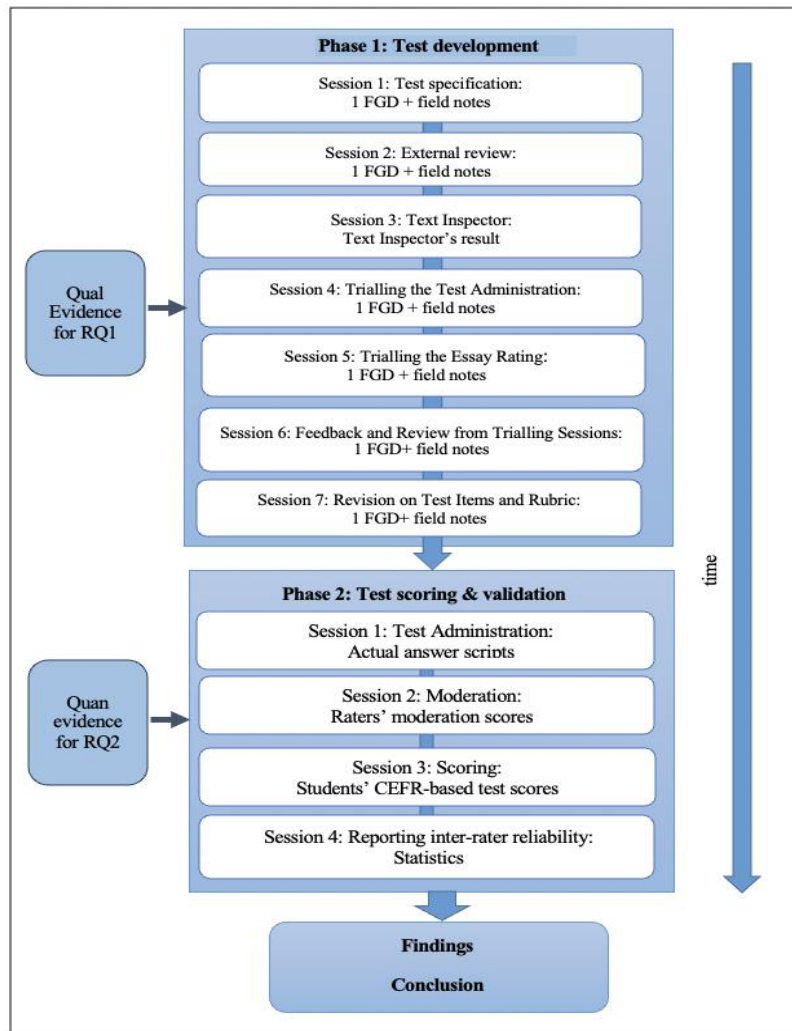 Phase 1: Test development
Session 1: Test specification:
1 FGD + field notes
Session 2: External review:
1 FGD + field notes
Session 3: Text Inspector:
Text Inspector's result
Qual
Evidence
for RQ1
Session 4: Trialling the Test Administration:
1 FGD + field notes
Session 5: Trialling the Essay Rating:
1 FGD + field notes
Session 6: Feedback and Review from Trialling Sessions:
1 FGD+ field notes
Session 7: Revision on Test Items and Rubric:
1 FGD+ field notes
time
Phase 2: Test scoring & validation
Session 1: Test Administration:
Actual answer scripts
Quan
evidence
for RQ2
Session 2: Moderation:
Raters' moderation scores
Session 3: Scoring:
Students' CEFR-based test scores
Session 4: Reporting inter-rater reliability:
Statistics
Findings
Conclusion